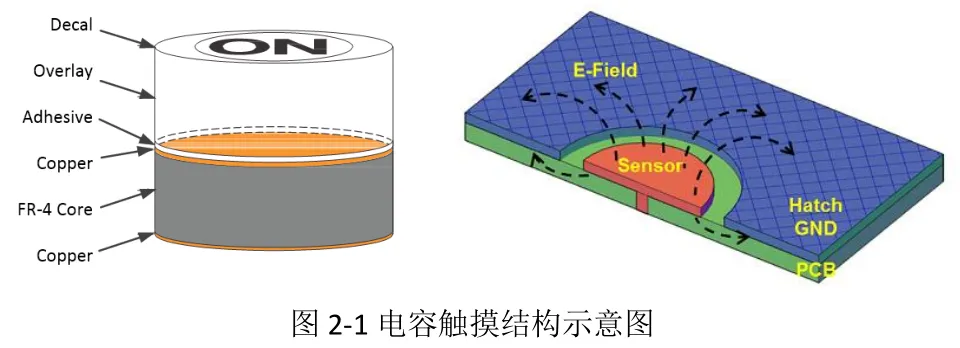 Decal
ON
Overlay
Adhesive
Copper
FR-4 Core
Copper
E-Field
Sensor
Hatch
GND
PCB
图 2-1 电容触摸结构示意图